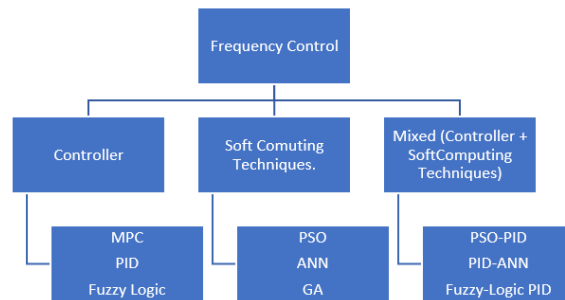 Frequency Control
Controller
Soft Comuting
Techniques.
Mixed (Controller +
SoftComputing
Techniques)
MPC
PID
Fuzzy Logic
PSO
ANN
GA
PSO-PID
PID-ANN
Fuzzy-Logic PID